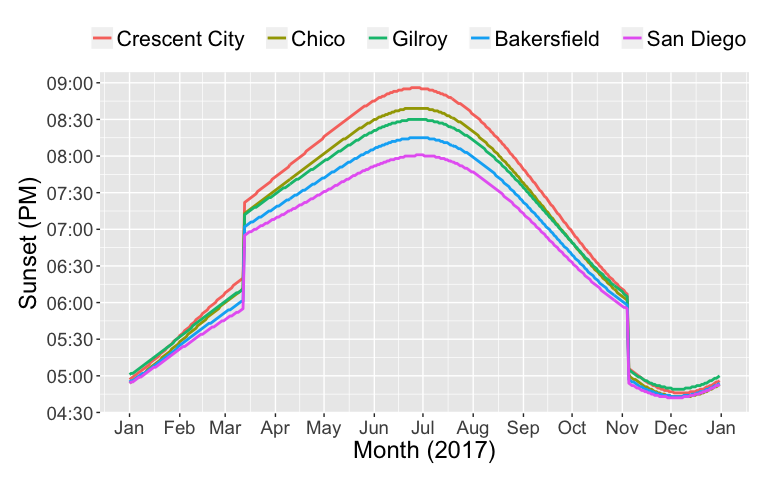 Crescent City Chico Gilroy Bakersfield San Diego
09:00
08:30
08:00
07:30
07:00
06:30
06:00
05:30
05:00
04:30
Sunset (PM)
Jan Feb Mar Apr May Jun Jul Aug Sep Oct Nov Dec Jan
Month (2017)